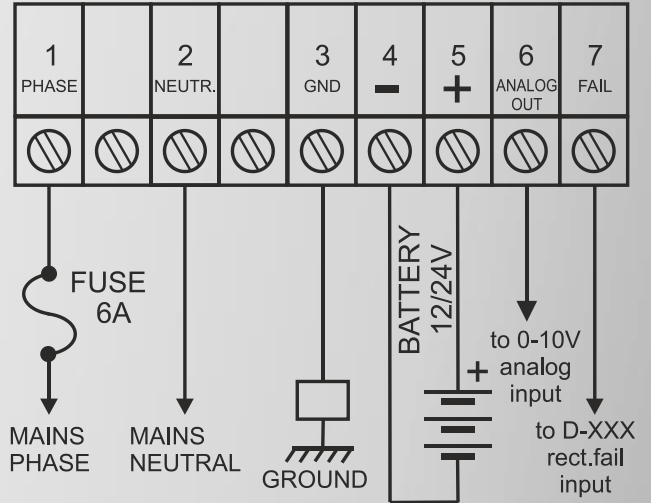 1 2 3 4 5 6 7
PHASE NEUTR. GND - + ANALOG OUT FAIL
FUSE
6A
BATTERY
12/24V
+
to 0-10V
analog
input
MAINS
PHASE
MAINS
NEUTRAL
GROUND
to D-XXX
rect.fail
input